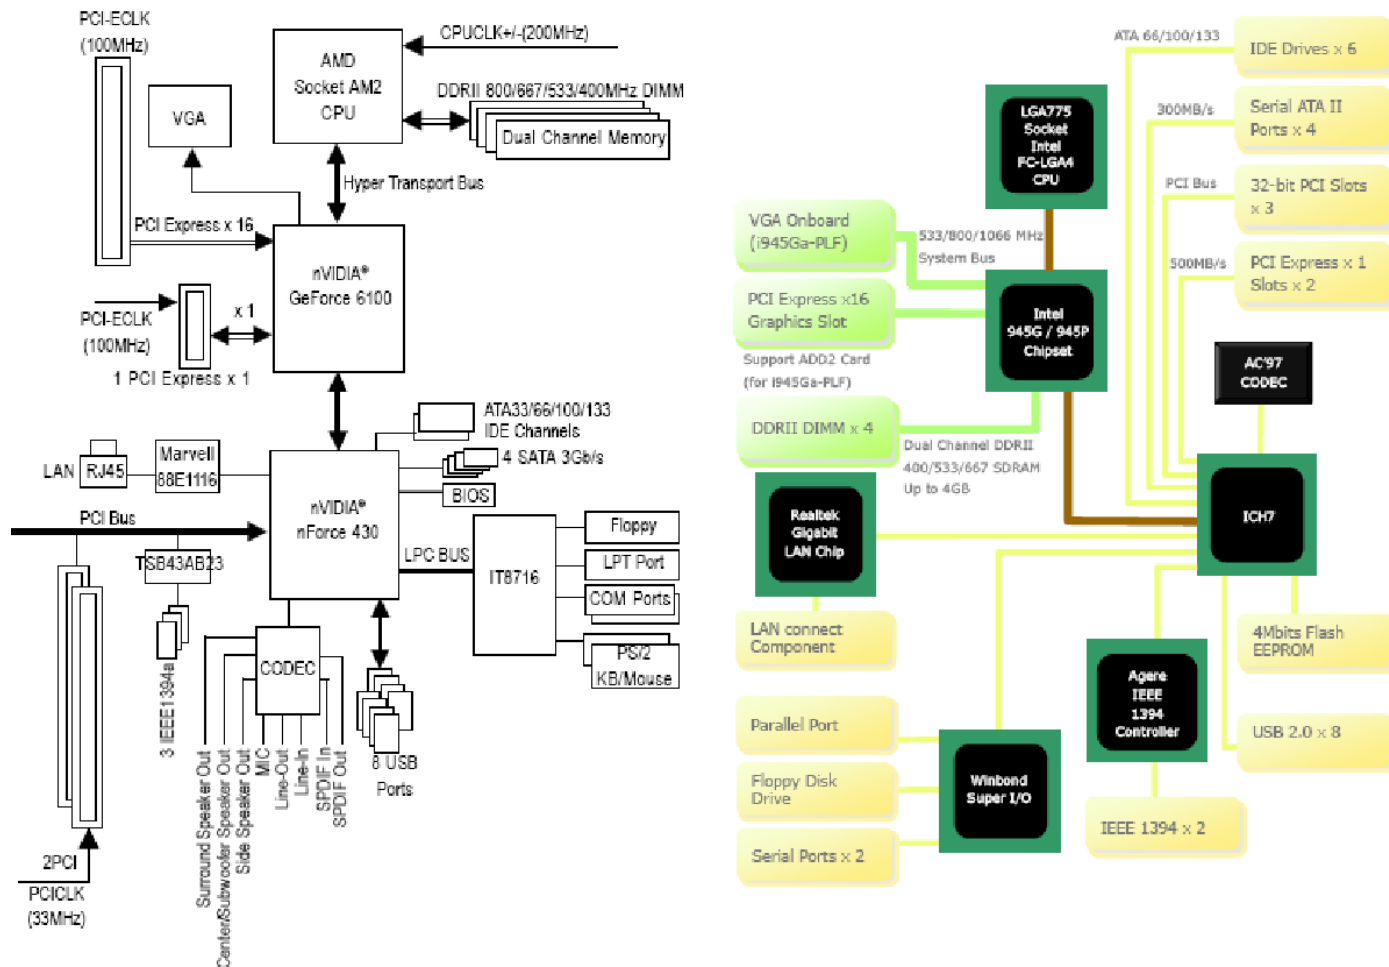 PCI-ECLK
(100MHz)
CPUCLK+/-(200MHz)
AMD
Socket AM2
CPU
DDRII 800/667/533/400MHz DIMM
Dual Channel Memory
VGA
Hyper Transport Bus
PCI Express x 16
nVIDIA®
GeForce 6100
x 1
PCI-ECLK
(100MHz)
1 PCI Express x 1
ATA33/66/100/133
IDE Channels
4 SATA 3Gb/s
BIOS
LAN
RJ45
Marvell
88E1116
nVIDIA®
nForce 430
PCI Bus
TSB43AB23
LPC BUS
IT8716
Floppy
LPT Port
COM Ports
PS/2
KB/Mouse
CODEC
3 IEEE1394a
8 USB
Ports
Surround Speaker Out
Center/Subwoofer Speaker Out
Side Speaker Out
MIC
Line-Out
Line-In
SPDIF In
SPDIF Out
2PCI
PCICLK
(33MHz)
ATA 66/100/133
IDE Drives x 6
300MB/s
Serial ATA II
Ports x 4
PCI Bus
32-bit PCI Slots
x 3
500MB/s
PCI Express x 1
Slots x 2
LGA775
Socket
Intel
FC-LGA4
CPU
VGA Onboard
(i945Ga-PLF)
533/800/1066 MHz
System Bus
PCI Express x16
Graphics Slot
Intel
945G / 945P
Chipset
Support ADD2 Card
(for i945Ga-PLF)
AC'97
CODEC
DDRII DIMM x 4
Dual Channel DDRII
400/533/667 SDRAM
Up to 4GB
Realtek
Gigabit
LAN Chip
ICH7
LAN connect
Component
4Mbits Flash
EEPROM
Agere
IEEE
1394
Controller
Parallel Port
USB 2.0 x 8
Floppy Disk
Drive
Winbond
Super I/O
Serial Ports x 2
IEEE 1394 x 2